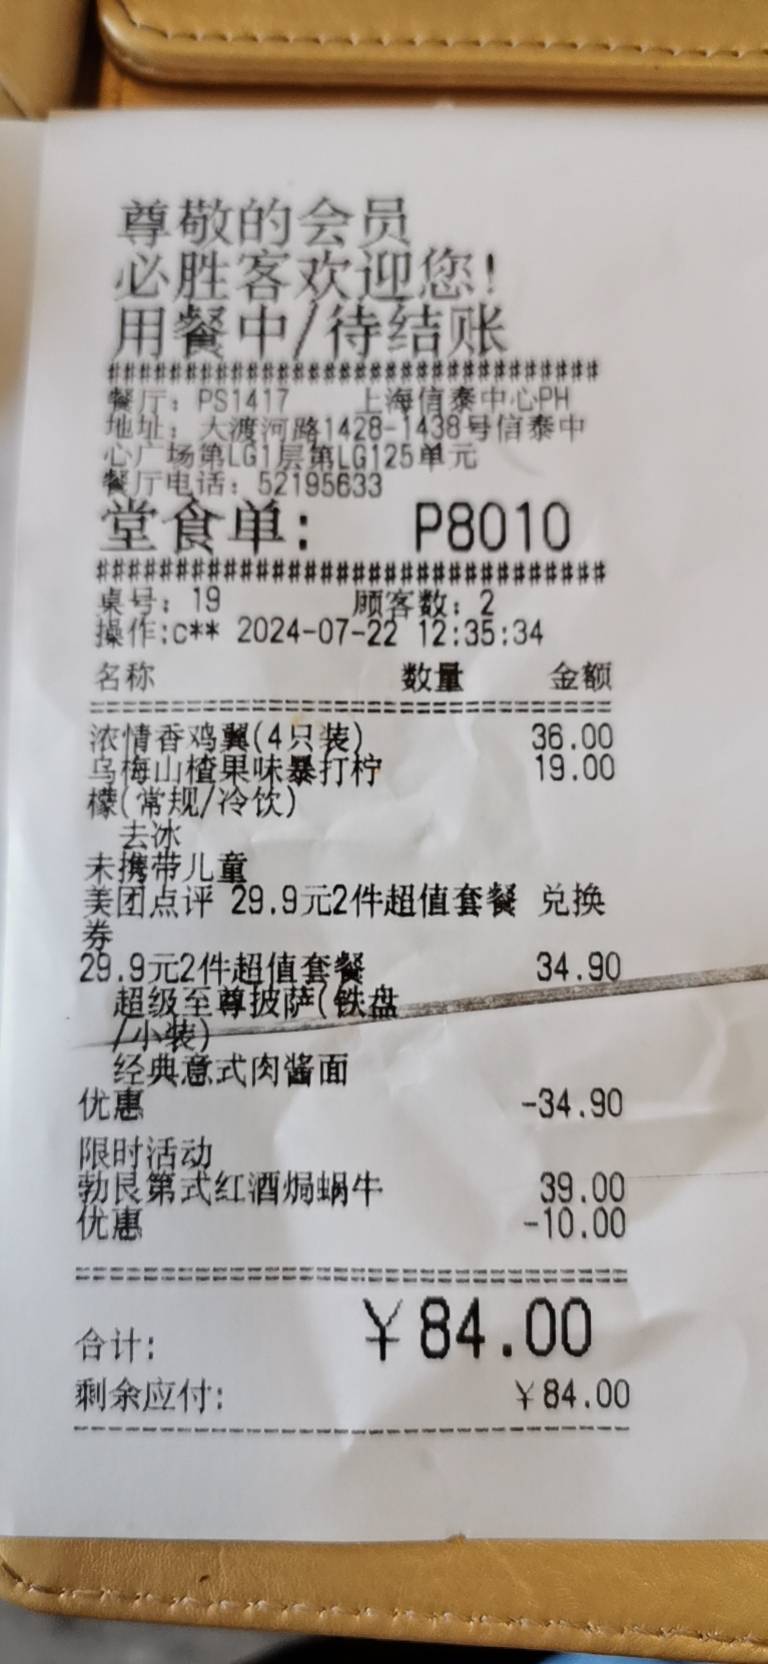 尊敬的会员
必胜客欢迎您!
用餐中/待结账
##################################
餐厅: PS1417 上海信泰中心PH
地址: 大渡河路1428-1438号信泰中
心广场第LG1层第LG125单元
餐厅电话: 52195633
堂食单: P8010
##################################
桌号: 19 顾客数: 2
操作:c** 2024-07-22 12:35:34
名称 数量 金额
==================================
浓情香鸡翼(4只装) 36.00
乌梅山楂果味暴打柠 19.00
檬(常规/冷饮)
去冰
未携带儿童
美团点评 29.9元2件超值套餐 兑换
券
29.9元2件超值套餐 34.90
超级至尊披萨(铁盘
/小装)
经典意式肉酱面
优惠 -34.90
限时活动
勃艮第式红酒焗蜗牛 39.00
优惠 -10.00
==================================
合计: ¥84.00
剩余应付: ¥84.00
----------------------------------